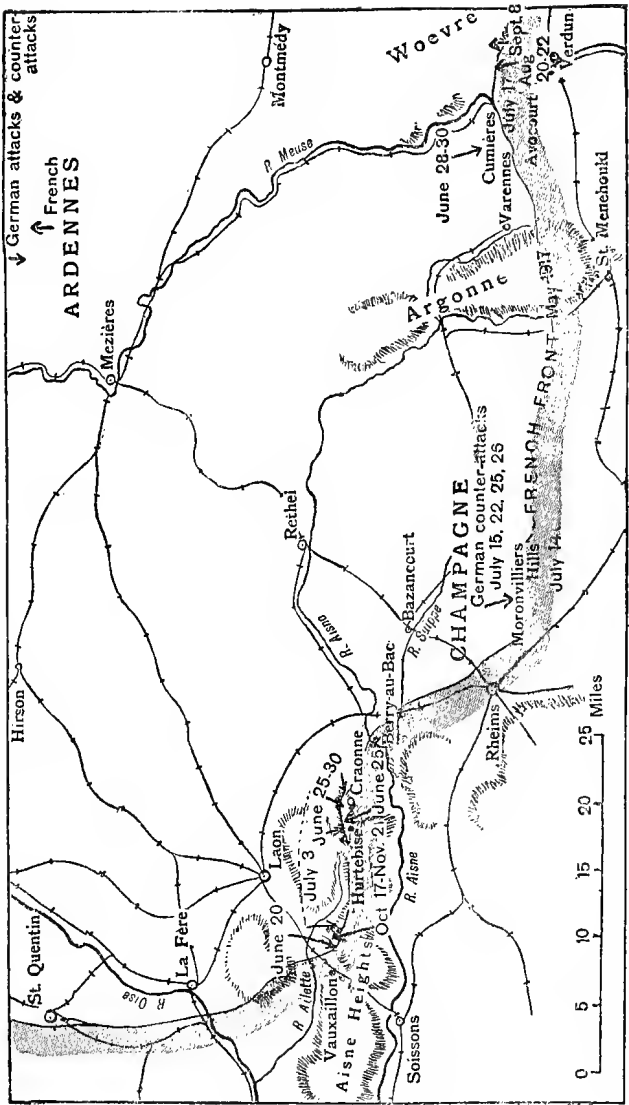 German attacks & counter-
attacks
French
ARDENNES
Montmédy
Woevre
Mezières
R. Meuse
June 28-30
Cumières
July 17
Sept 8
Aug
20-22
Verdun
Avocourt
Varennes
Argonne
St. Menehould
Hirson
Rethel
R. Aisne
Bazancourt
R. Suippe
CHAMPAGNE
German counter-attacks
July 15, 22, 25, 26
Moronvilliers
Hills
FRENCH FRONT May 1917
July 14
Berry-au-Bac
Rheims
St. Quentin
La Fère
R. Oise
Laon
June 20
July 3
June 25-30
R. Ailette
Vauxaillon
Hurtebise
Craonne
June 25
Oct 17-Nov. 2
R. Aisne
Aisne Heights
Soissons
0 5 10 15 20 25
Miles